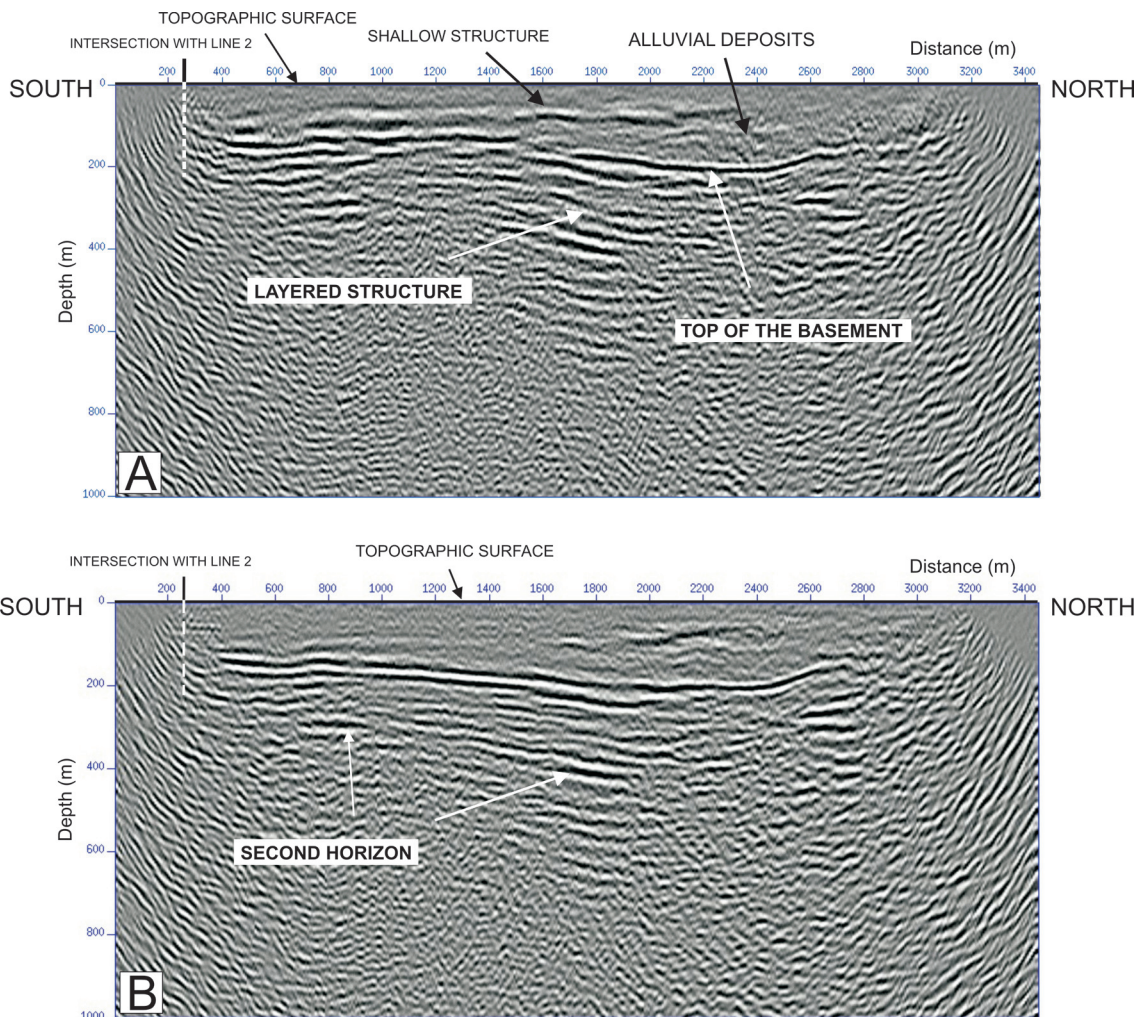 TOPOGRAPHIC SURFACE
INTERSECTION WITH LINE 2
SHALLOW STRUCTURE
ALLUVIAL DEPOSITS
Distance (m)
200 400 600 800 1000 1200 1400 1600 1800 2000 2200 2400 2600 2800 3000 3200 3400
SOUTH
0
NORTH
200
400
Depth (m)
LAYERED STRUCTURE
TOP OF THE BASEMENT
600
800
A
1000
TOPOGRAPHIC SURFACE
INTERSECTION WITH LINE 2
Distance (m)
200 400 600 800 1000 1200 1400 1600 1800 2000 2200 2400 2600 2800 3000 3200 3400
SOUTH
0
NORTH
200
400
Depth (m)
SECOND HORIZON
600
800
B
1000